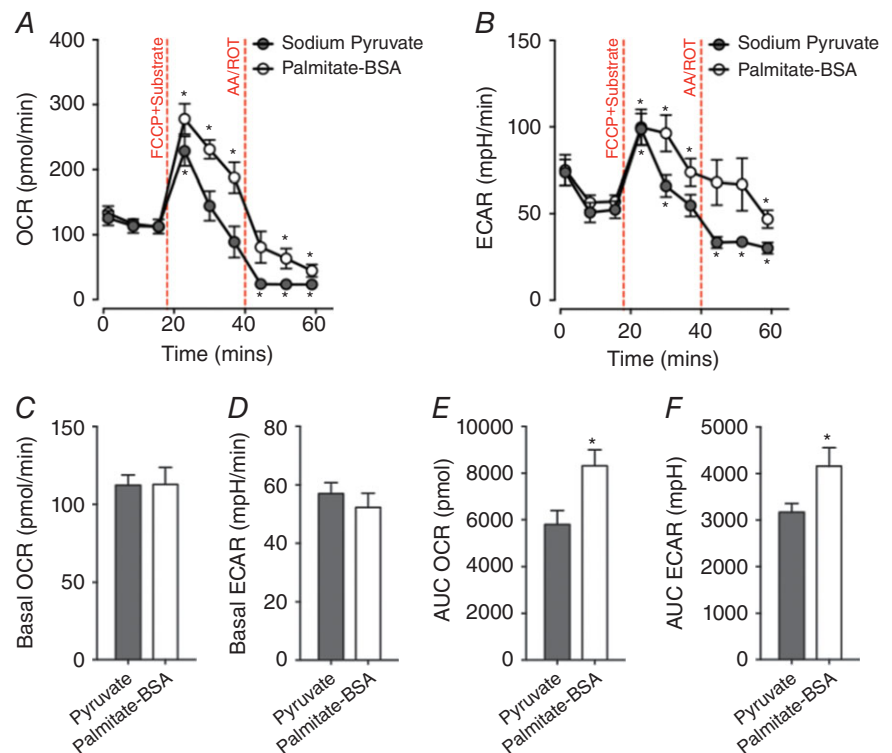 A
OCR (pmol/min)
400
300
200
100
0
0
20
40
60
Time (mins)
FCCP+Substrate
AA/ROT
Sodium Pyruvate
Palmitate-BSA
*
*
*
*
*
*
*
*
*
B
ECAR (mpH/min)
150
100
50
0
0
20
40
60
Time (mins)
FCCP+Substrate
AA/ROT
Sodium Pyruvate
Palmitate-BSA
*
*
*
*
*
*
*
*
*
C
Basal OCR (pmol/min)
150
100
50
0
Pyruvate
Palmitate-BSA
D
Basal ECAR (mpH/min)
80
60
40
20
0
Pyruvate
Palmitate-BSA
E
AUC OCR (pmol)
10000
8000
6000
4000
2000
0
*
Pyruvate
Palmitate-BSA
F
AUC ECAR (mpH)
5000
4000
3000
2000
1000
0
*
Pyruvate
Palmitate-BSA